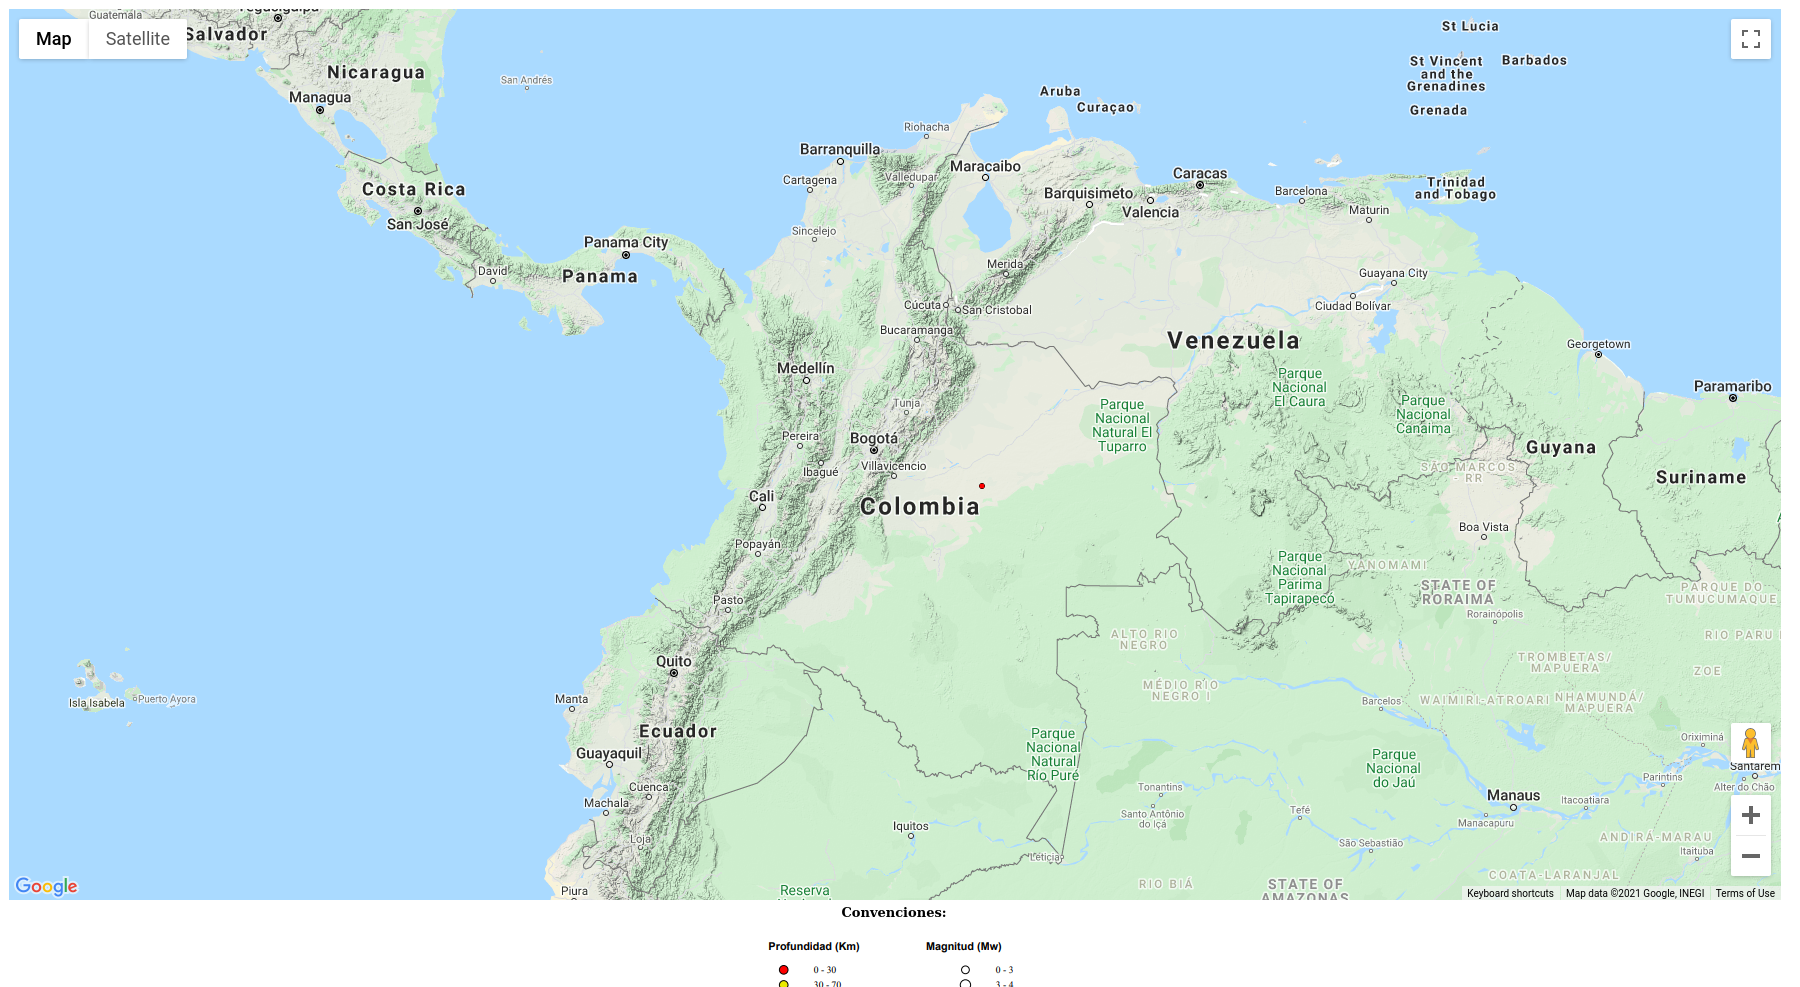 Guatemala
Tegucigalpa
Map
Satellite
Salvador
Nicaragua
Managua
San Andrés
St Lucia
St Vincent
and the
Grenadines
Barbados
Grenada
Aruba
Curaçao
Riohacha
Barranquilla
Maracaibo
Cartagena
Valledupar
Caracas
Barquisimeto
Valencia
Barcelona
Trinidad
and Tobago
Maturin
Costa Rica
San José
Sincelejo
Panama City
Panama
David
Merida
Guayana City
Ciudad Bolívar
Cúcuta
San Cristobal
Bucaramanga
Venezuela
Georgetown
Medellín
Parque
Nacional
El Caura
Paramaribo
Tunja
Parque
Nacional
Natural El
Tuparro
Parque
Nacional
Canaima
Pereira
Bogotá
Guyana
Ibagué
Villavicencio
SÃO MARCOS
- RR
Suriname
Cali
Colombia
Boa Vista
Popayán
Parque
Nacional
Parima
Tapirapecó
YANOMAMI
STATE OF
RORAIMA
PARQUE DO
TUMUCUMAQUE
Pasto
Rorainópolis
ALTO RIO
NEGRO
RIO PARU
Quito
TROMBETAS/
MAPUERA
ZOE
Isla Isabela
Puerto Ayora
Manta
MÉDIO RIO
NEGRO I
Barcelos
WAIMIRI-ATROARI
NHAMUNDÁ/
MAPUERA
Ecuador
Parque
Nacional
Natural
Río Puré
Oriximiná
Guayaquil
Parque
Nacional
do Jaú
Santarém
Parintins
Alter do Chão
Cuenca
Tonantins
Manaus
Machala
Santo Antônio
do Içá
Tefé
Itacoatiara
Manacapuru
Iquitos
Loja
São Sebastião
ANDIRÁ-MARAU
Itaituba
Leticia
COATA-LARANJAL
Google
Piura
Reserva
Nacional
RIO BIÁ
STATE OF
AMAZONAS
Keyboard shortcuts
Map data ©2021 Google, INEGI
Terms of Use
Convenciones:
Profundidad (Km)
Magnitud (Mw)
0 - 30
0 - 3
30 - 70
3 - 4